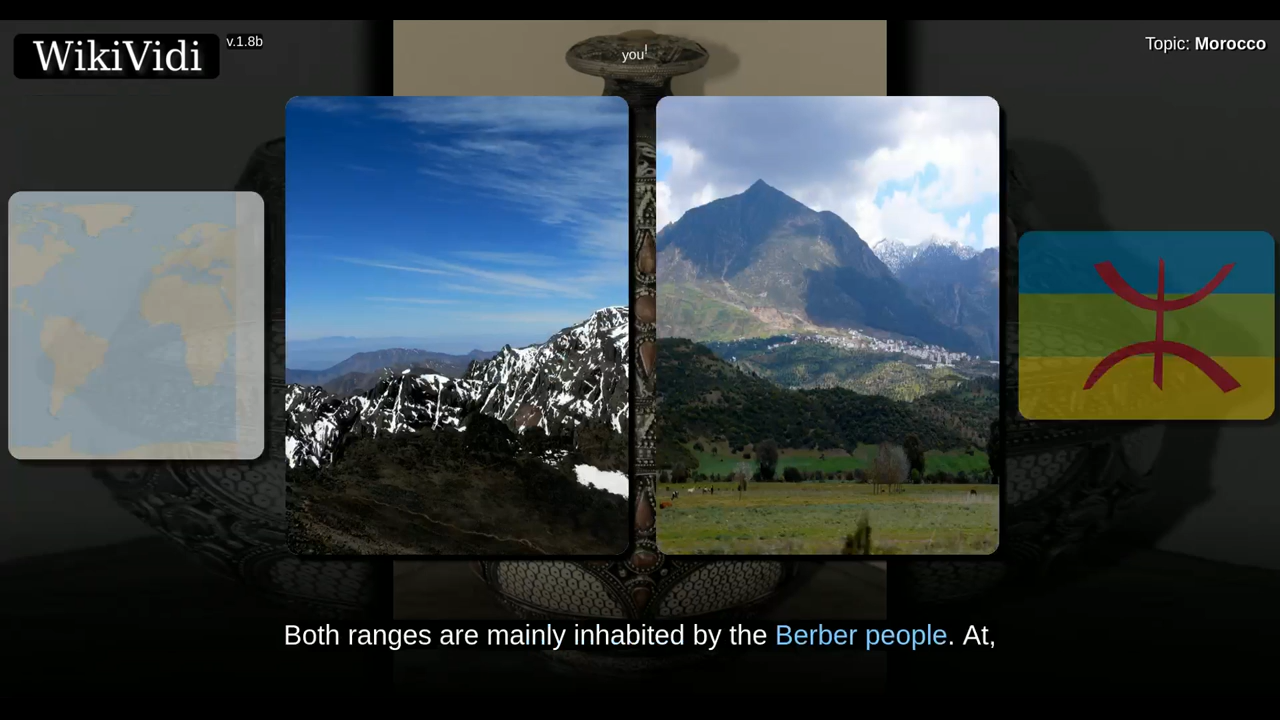 WikiVidi
v.1.8b
you!
Topic: Morocco
Both ranges are mainly inhabited by the Berber people. At,